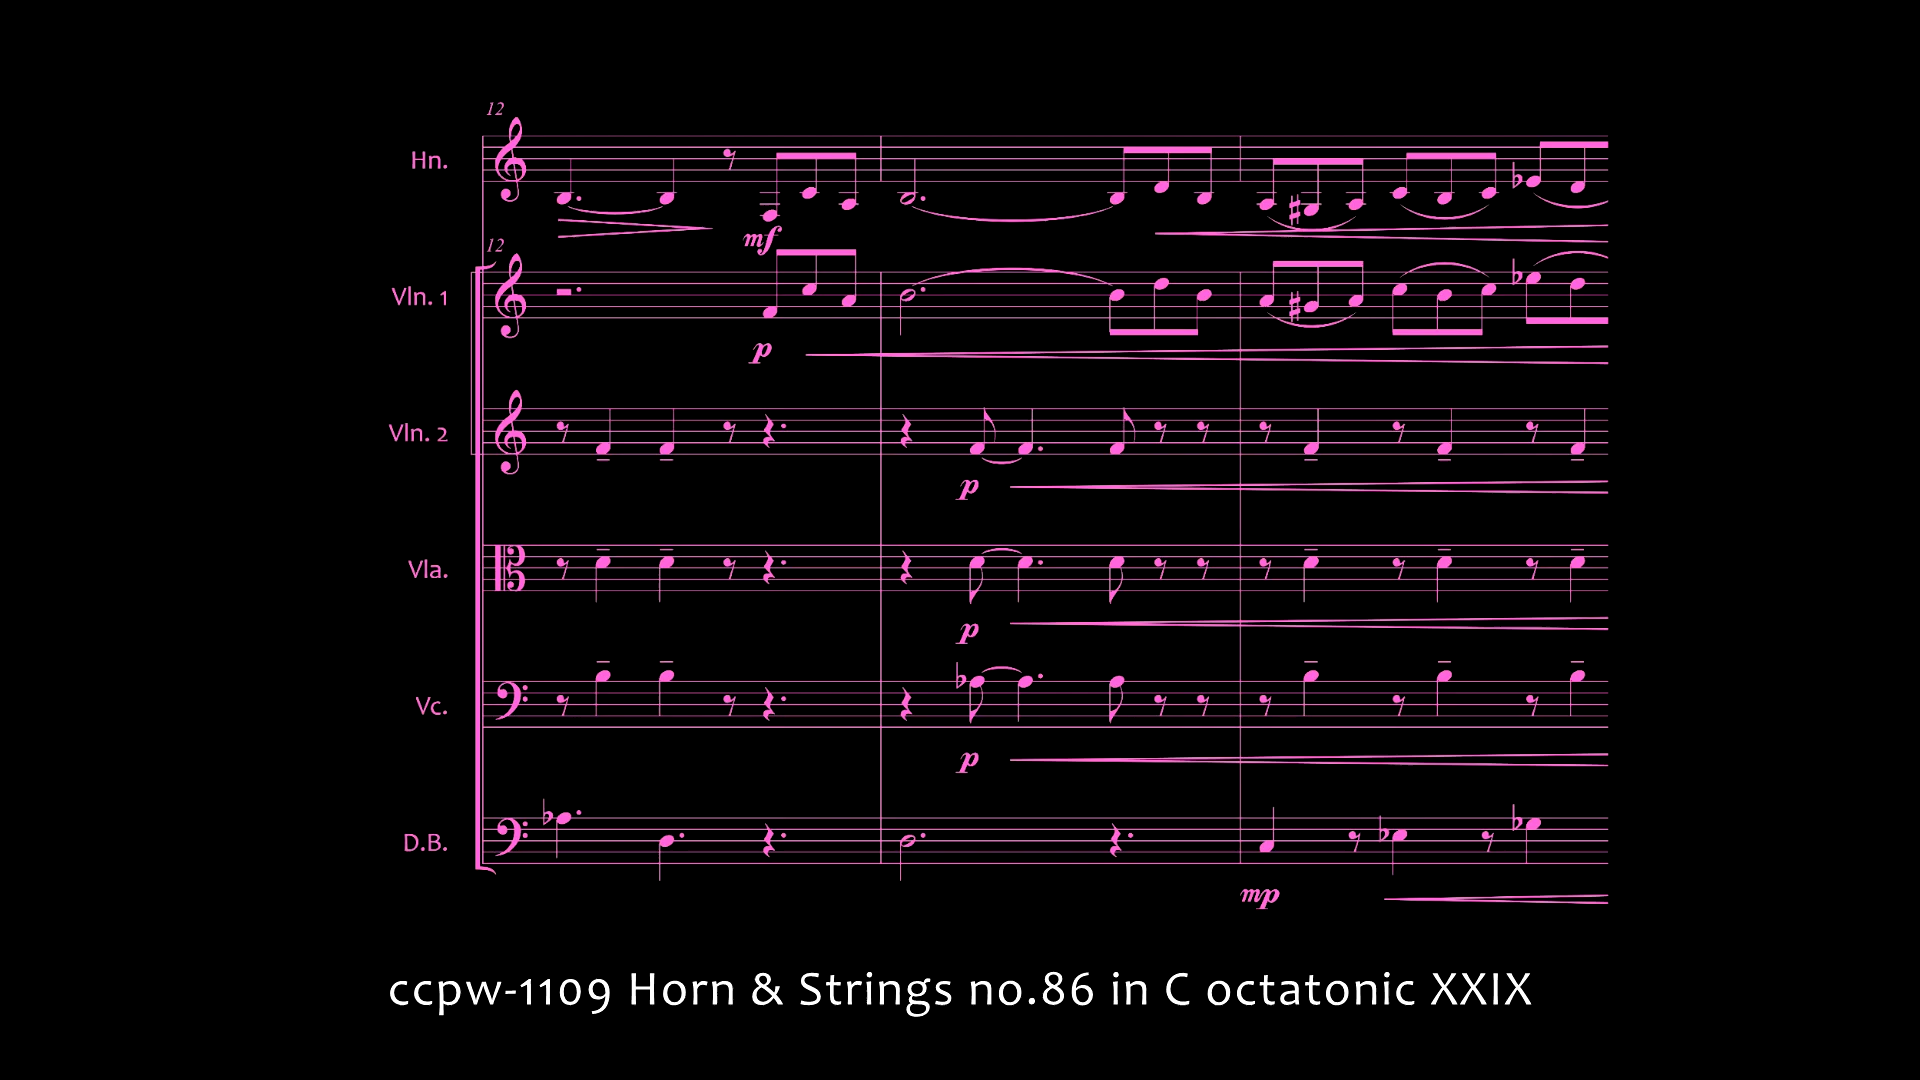 12
Hn.
mf
12
Vln. 1
p
Vln. 2
p
Vla.
p
Vc.
p
D.B.
mp
ccpw-1109 Horn & Strings no.86 in C octatonic XXIX